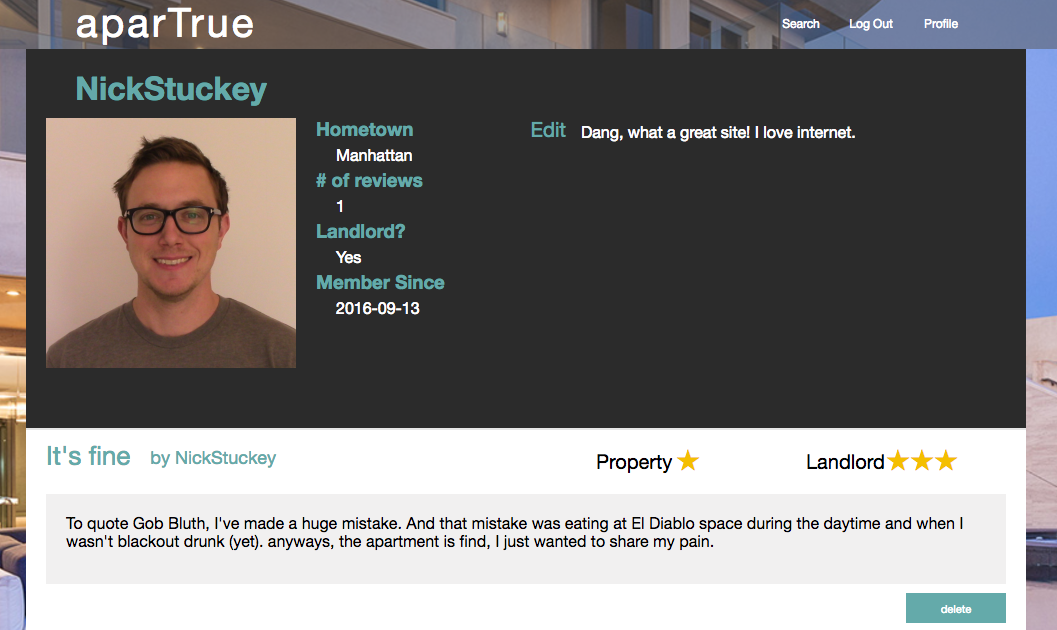 aparTrue
Search Log Out Profile
NickStuckey
Hometown
Manhattan
# of reviews
1
Landlord?
Yes
Member Since
2016-09-13
Edit Dang, what a great site! I love internet.
It's fine by NickStuckey Property ★ Landlord ★★★
To quote Gob Bluth, I've made a huge mistake. And that mistake was eating at El Diablo space during the daytime and when I
wasn't blackout drunk (yet). anyways, the apartment is find, I just wanted to share my pain.
delete